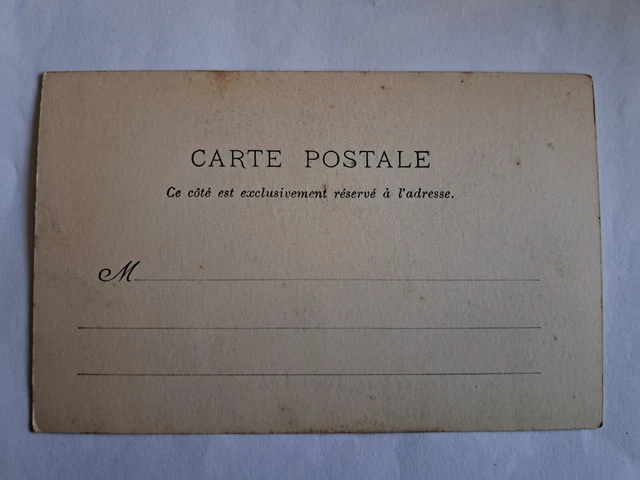 CARTE POSTALE
Ce côté est exclusivement réservé à l'adresse.
M